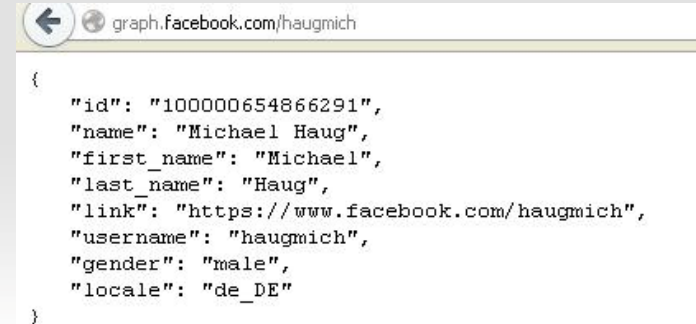 graph.facebook.com/haugmich
{
"id": "100000654866291",
"name": "Michael Haug",
"first_name": "Michael",
"last_name": "Haug",
"link": "https://www.facebook.com/haugmich",
"username": "haugmich",
"gender": "male",
"locale": "de_DE"
}